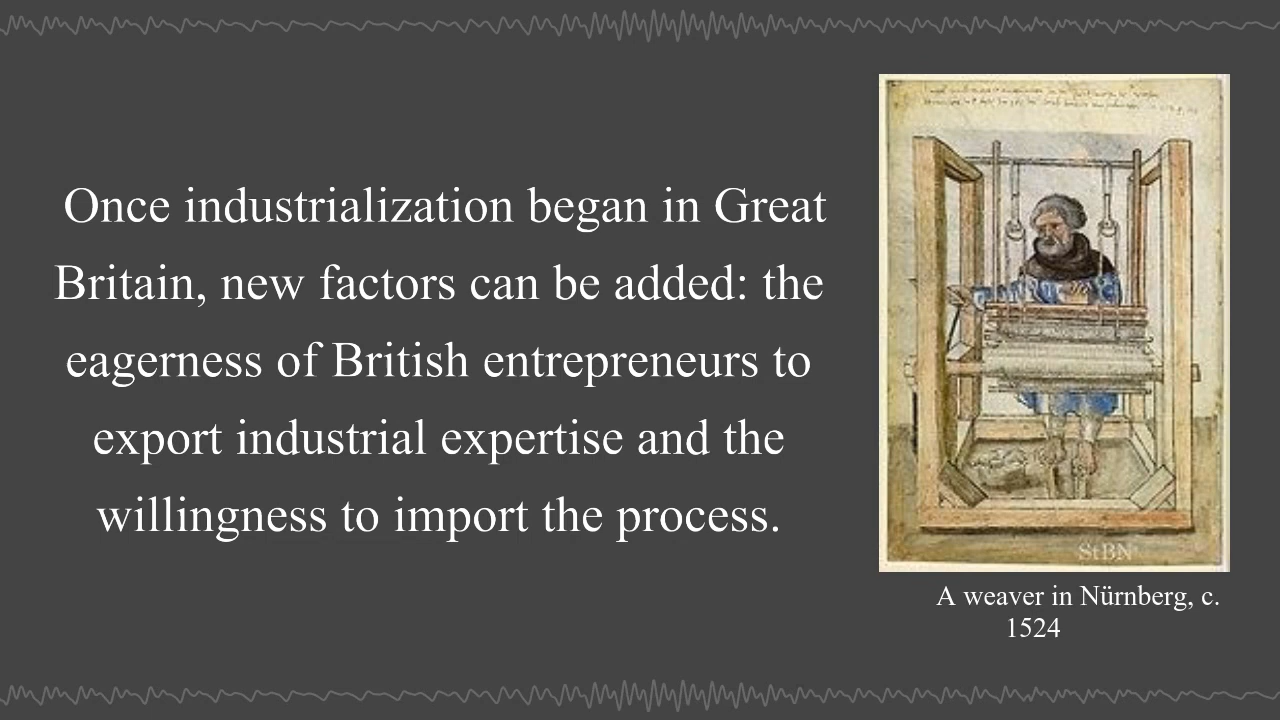 Once industrialization began in Great
Britain, new factors can be added: the
eagerness of British entrepreneurs to
export industrial expertise and the
willingness to import the process.
StBN
A weaver in Nürnberg, c.
1524